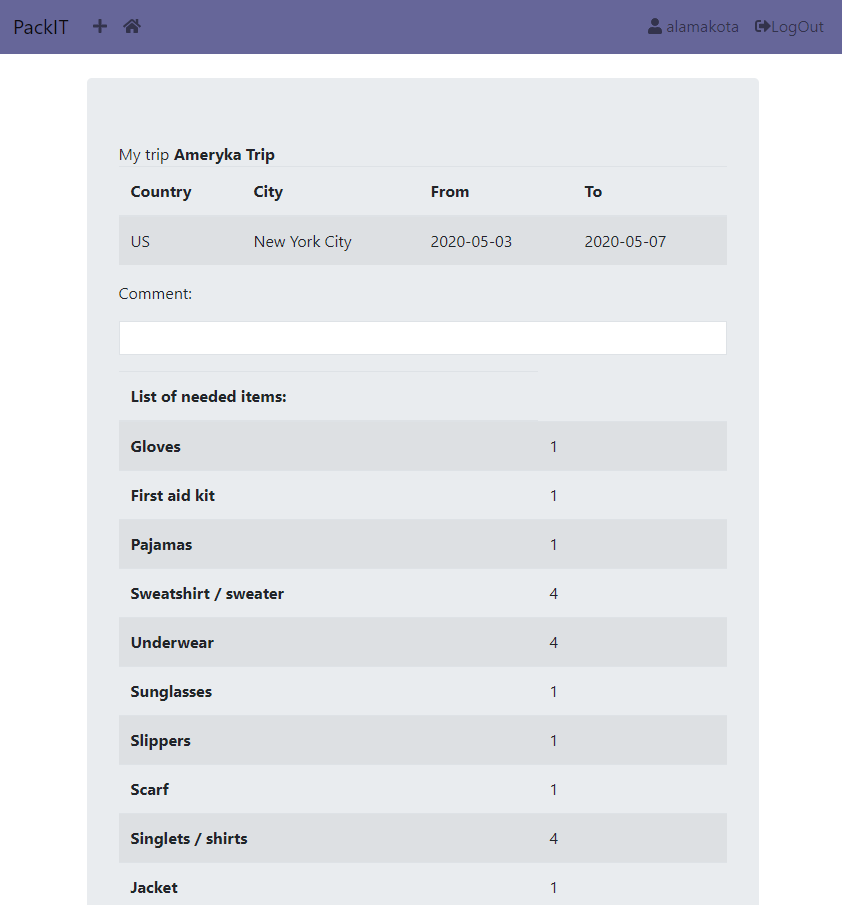 PackIT alamakota LogOut
My trip Ameryka Trip
Country City From To
US New York City 2020-05-03 2020-05-07
Comment:
List of needed items:
Gloves 1
First aid kit 1
Pajamas 1
Sweatshirt / sweater 4
Underwear 4
Sunglasses 1
Slippers 1
Scarf 1
Singlets / shirts 4
Jacket 1